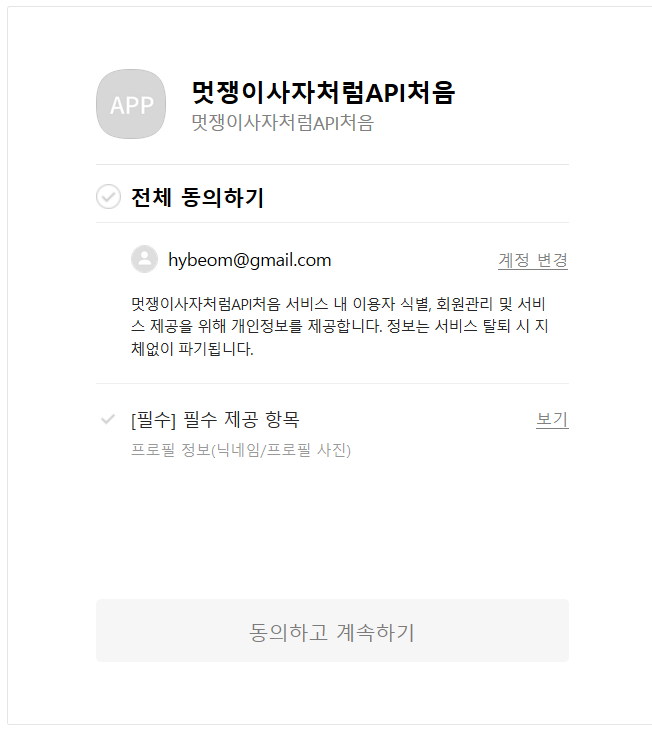 APP
멋쟁이사자처럼API처음
멋쟁이사자처럼API처음
전체 동의하기
hybeom@gmail.com 계정 변경
멋쟁이사자처럼API처음 서비스 내 이용자 식별, 회원관리 및 서비
스 제공을 위해 개인정보를 제공합니다. 정보는 서비스 탈퇴 시 지
체없이 파기됩니다.
[필수] 필수 제공 항목 보기
프로필 정보(닉네임/프로필 사진)
동의하고 계속하기